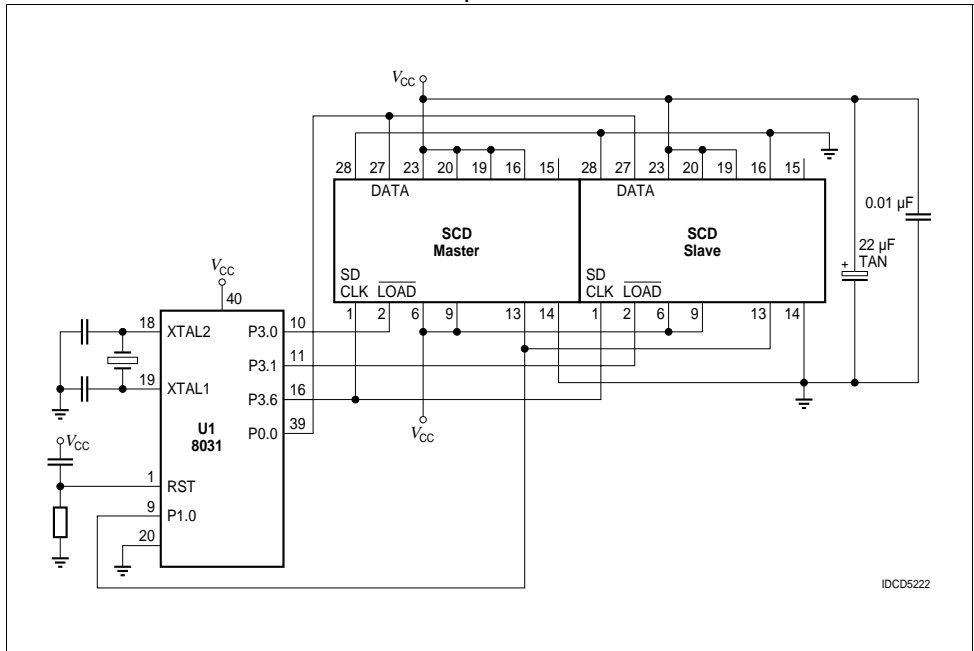 VCC
28 27 23 20 19 16 15 28 27 23 20 19 16 15
DATA DATA
0.01 µF
SCD
Master
SCD
Slave
22 µF
TAN
+
VCC
SD
CLK LOAD
SD
CLK LOAD
40
1 2 6 9 13 14 1 2 6 9 13 14
18 XTAL2 P3.0 10
P3.1 11
19 XTAL1 P3.6 16
U1
8031
P0.0 39
VCC
VCC
1 RST
9 P1.0
20
IDCD5222